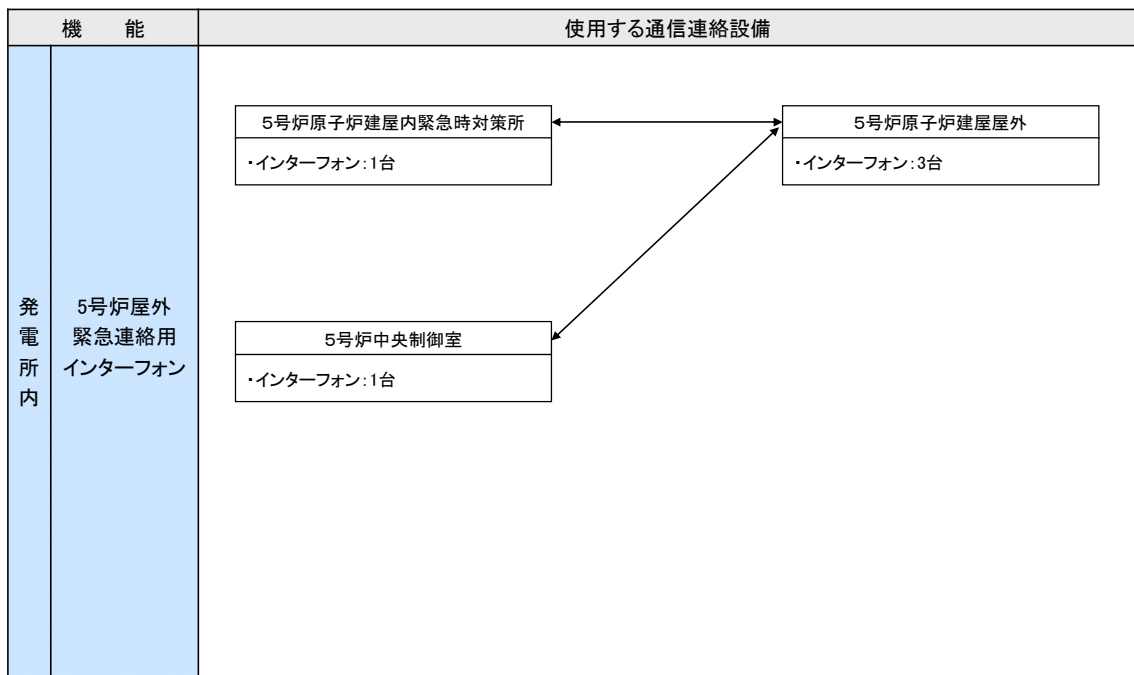 機　能
使用する通信連絡設備
発電所内
5号炉屋外
緊急連絡用
インターフォン
5号炉原子炉建屋内緊急時対策所
・インターフォン：1台
5号炉原子炉建屋屋外
・インターフォン：3台
5号炉中央制御室
・インターフォン：1台